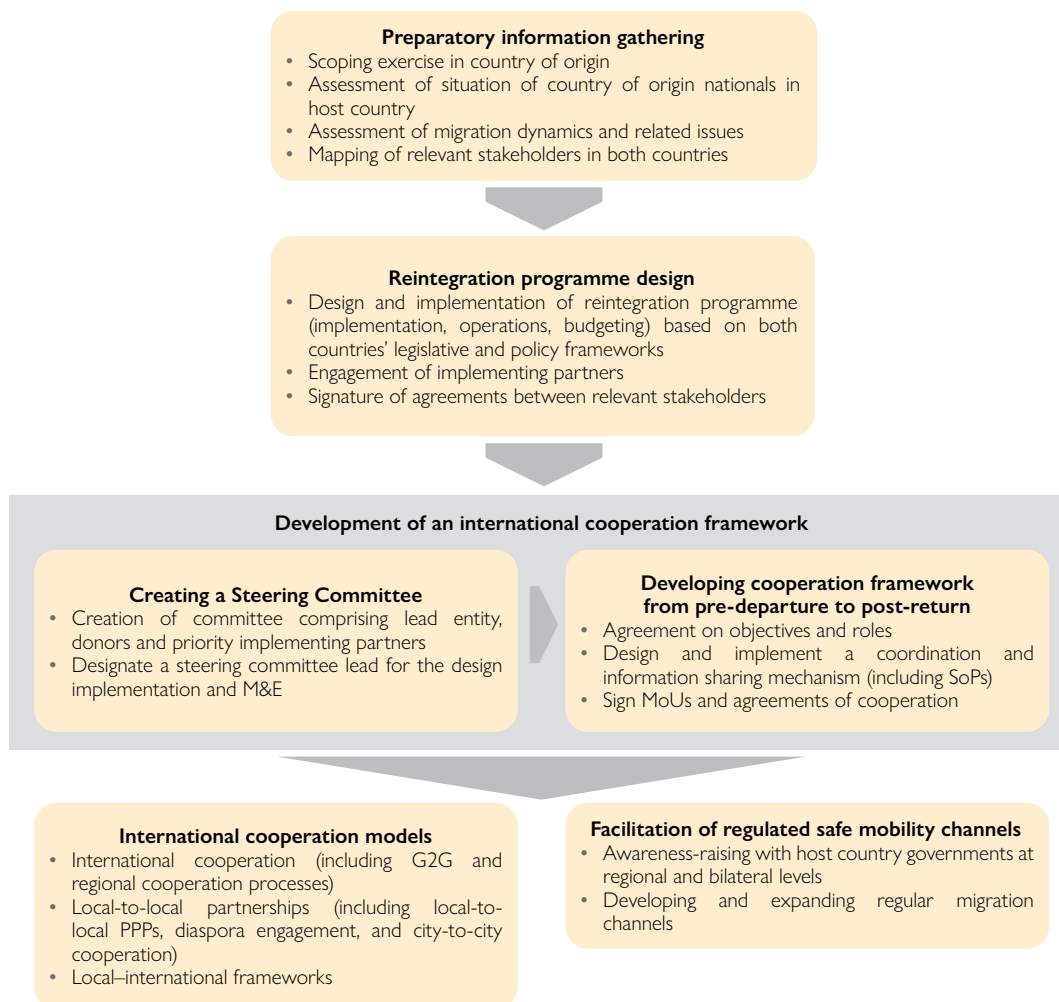 Preparatory information gathering
• Scoping exercise in country of origin
• Assessment of situation of country of origin nationals in
host country
• Assessment of migration dynamics and related issues
• Mapping of relevant stakeholders in both countries
Reintegration programme design
• Design and implementation of reintegration programme
(implementation, operations, budgeting) based on both
countries' legislative and policy frameworks
• Engagement of implementing partners
• Signature of agreements between relevant stakeholders
Development of an international cooperation framework
Creating a Steering Committee
• Creation of committee comprising lead entity,
donors and priority implementing partners
• Designate a steering committee lead for the design
implementation and M&E
Developing cooperation framework
from pre-departure to post-return
• Agreement on objectives and roles
• Design and implement a coordination and
information sharing mechanism (including SoPs)
• Sign MoUs and agreements of cooperation
International cooperation models
• International cooperation (including G2G and
regional cooperation processes)
• Local-to-local partnerships (including local-to-
local PPPs, diaspora engagement, and city-to-city
cooperation)
• Local–international frameworks
Facilitation of regulated safe mobility channels
• Awareness-raising with host country governments at
regional and bilateral levels
• Developing and expanding regular migration
channels